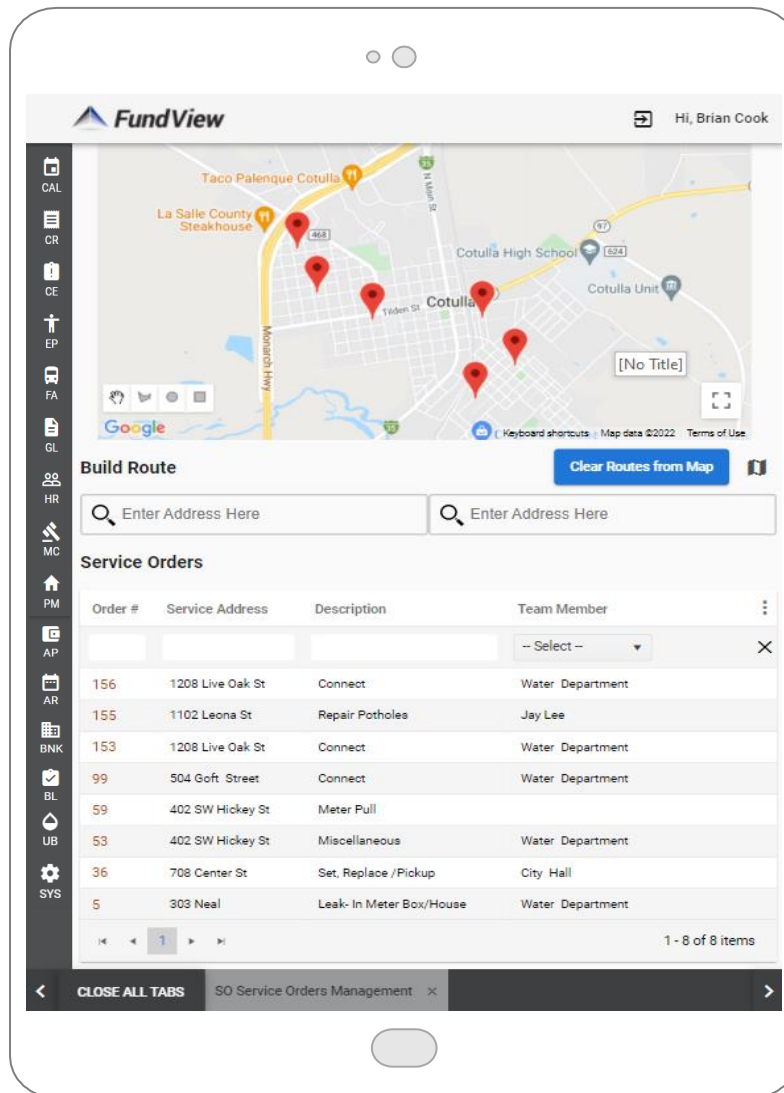 FundView
Hi, Brian Cook
CAL
CR
CE
EP
FA
GL
HR
MC
PM
AP
AR
BNK
BL
UB
SYS
Taco Palenque Cotulla
La Salle County
Steakhouse
35
N Main St
468
97
624
Cotulla High School
Cotulla Unit
Tilden St
Cotulla
Monarch Hwy
[No Title]
35
Google
Keyboard shortcuts
Map data ©2022
Terms of Use
Build Route
Clear Routes from Map
Enter Address Here
Enter Address Here
Service Orders
Order # Service Address Description Team Member
-- Select --
156 1208 Live Oak St Connect Water Department
155 1102 Leona St Repair Potholes Jay Lee
153 1208 Live Oak St Connect Water Department
99 504 Goft Street Connect Water Department
59 402 SW Hickey St Meter Pull
53 402 SW Hickey St Miscellaneous Water Department
36 708 Center St Set, Replace /Pickup City Hall
5 303 Neal Leak- In Meter Box/House Water Department
1
1 - 8 of 8 items
CLOSE ALL TABS SO Service Orders Management ×